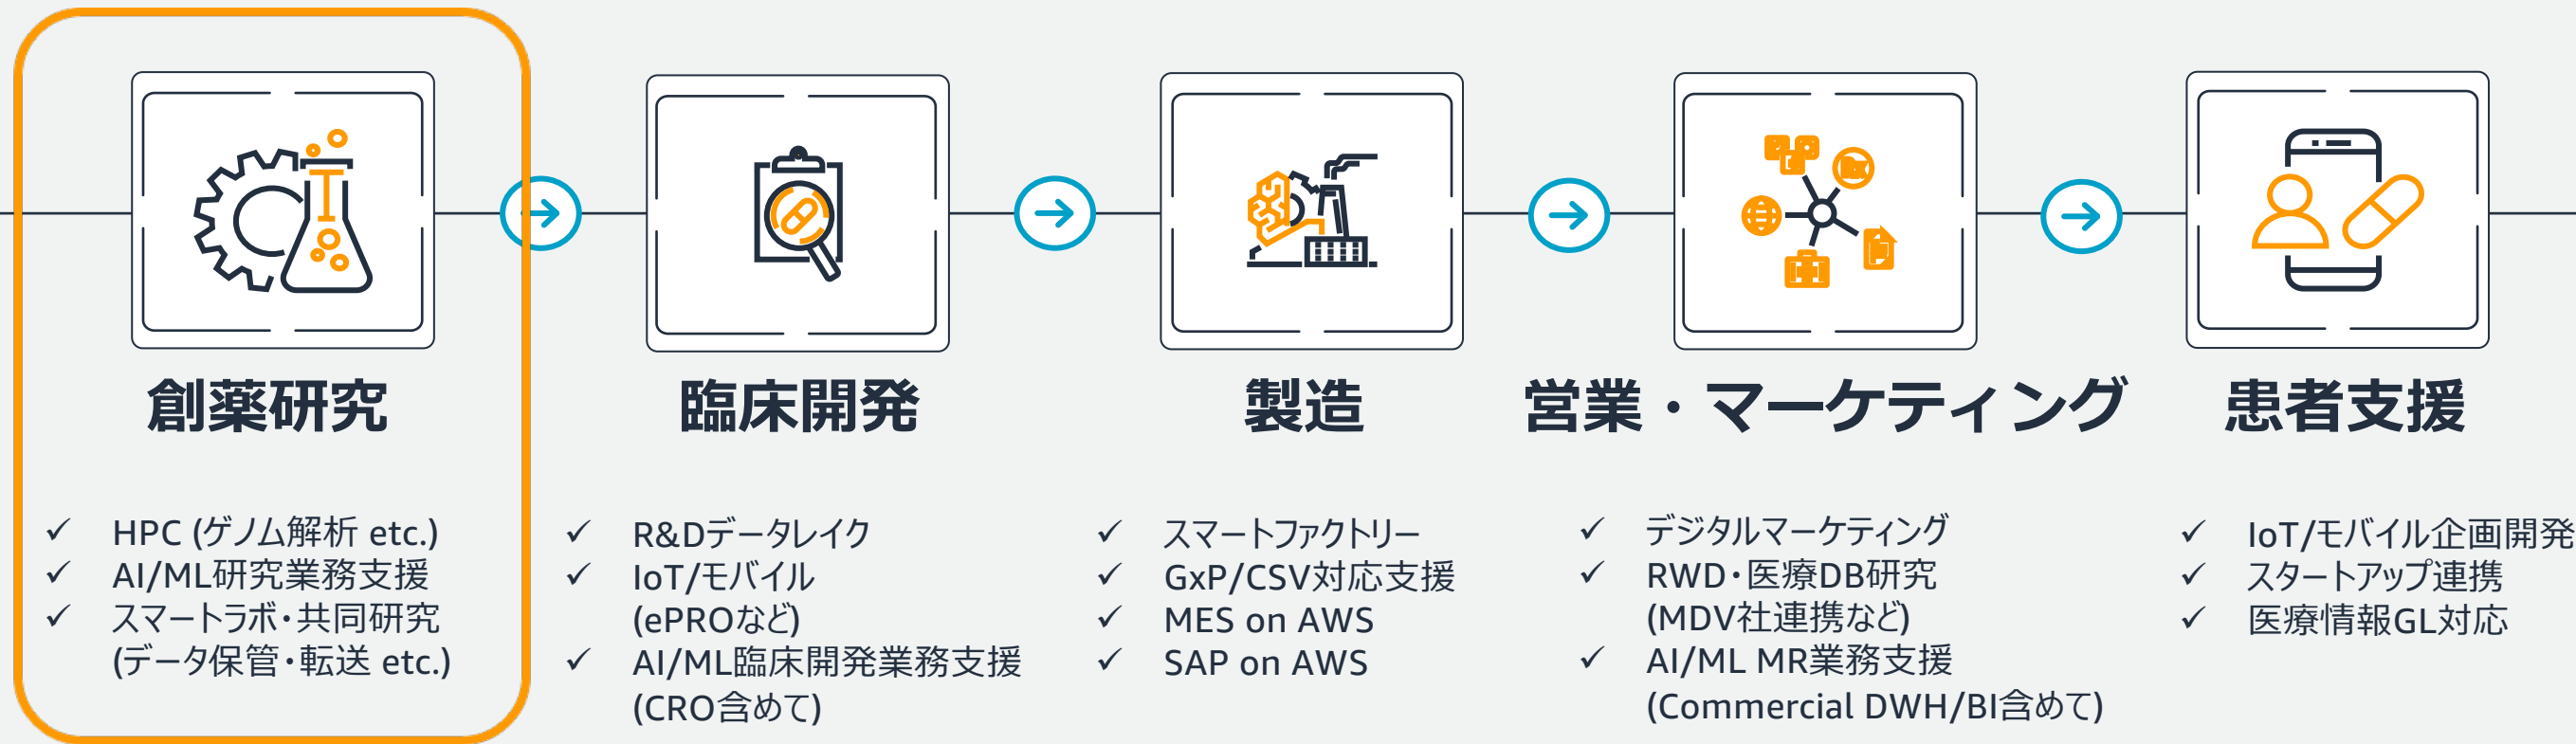 創薬研究
✓ HPC (ゲノム解析 etc.)
✓ AI/ML研究業務支援
✓ スマートラボ・共同研究
(データ保管・転送 etc.)
臨床開発
✓ R&Dデータレイク
✓ IoT/モバイル
(ePROなど)
✓ AI/ML臨床開発業務支援
(CRO含めて)
製造
✓ スマートファクトリー
✓ GxP/CSV対応支援
✓ MES on AWS
✓ SAP on AWS
営業・マーケティング
✓ デジタルマーケティング
✓ RWD・医療DB研究
(MDV社連携など)
✓ AI/ML MR業務支援
(Commercial DWH/BI含めて)
患者支援
✓ IoT/モバイル企画開発
✓ スタートアップ連携
✓ 医療情報GL対応